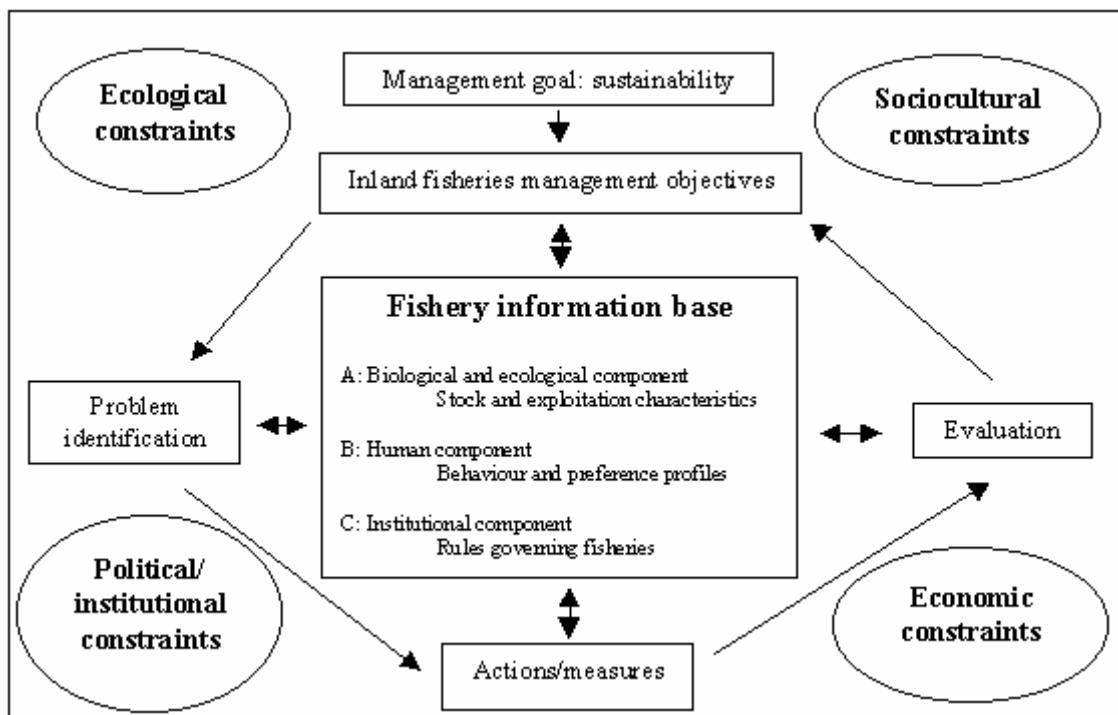 Ecological
constraints
Management goal: sustainability
Sociocultural
constraints
Inland fisheries management objectives
Fishery information base
A: Biological and ecological component
Stock and exploitation characteristics
B: Human component
Behaviour and preference profiles
C: Institutional component
Rules governing fisheries
Problem
identification
Evaluation
Political/
institutional
constraints
Economic
constraints
Actions/measures